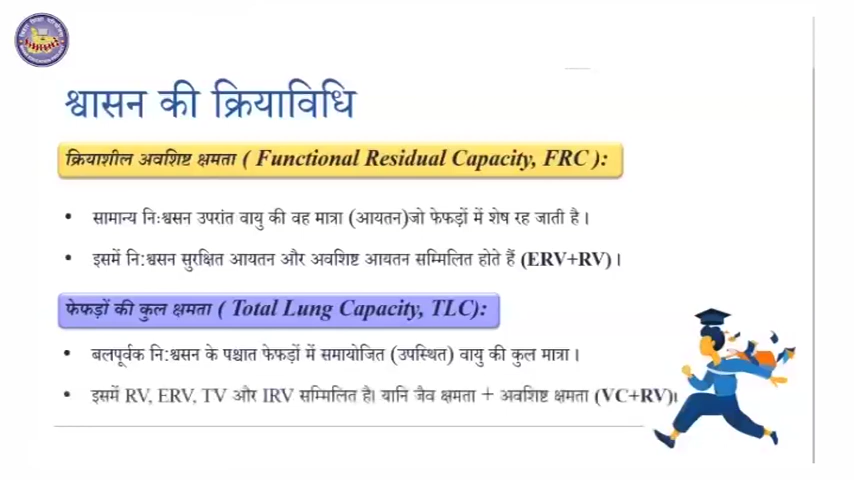 श्वासन की क्रियाविधि
क्रियाशील अवशिष्ट क्षमता ( Functional Residual Capacity, FRC ):
• सामान्य निःश्वसन उपरांत वायु की वह मात्रा (आयतन)जो फेफड़ों में शेष रह जाती है ।
• इसमें नि:श्वसन सुरक्षित आयतन और अवशिष्ट आयतन सम्मिलित होते हैं (ERV+RV) ।
फेफड़ों की कुल क्षमता ( Total Lung Capacity, TLC):
• बलपूर्वक नि:श्वसन के पश्चात फेफड़ों में समायोजित (उपस्थित) वायु की कुल मात्रा ।
• इसमें RV, ERV, TV और IRV सम्मिलित है। यानि जैव क्षमता + अवशिष्ट क्षमता (VC+RV)।